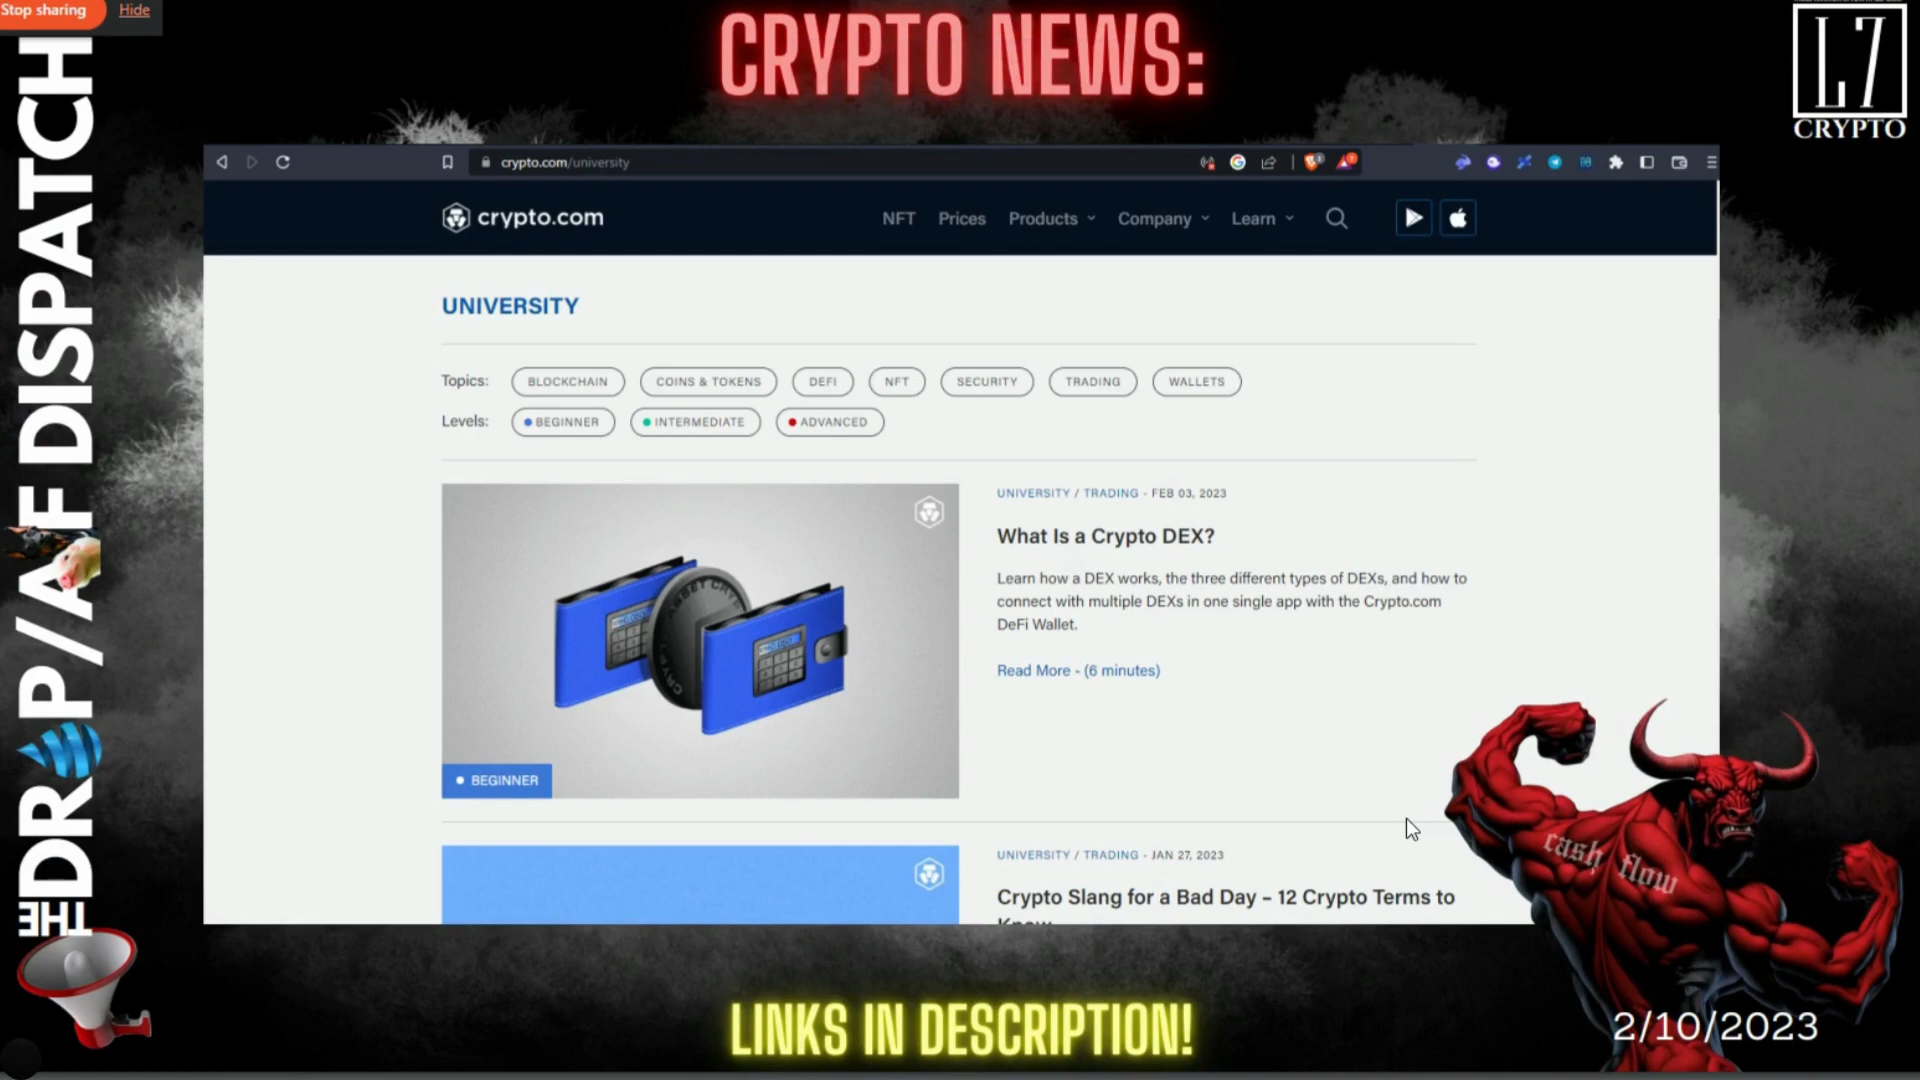 Stop sharing
Hide
CRYPTO NEWS:
L7
CRYPTO
THE DROP/AF DISPATCH
crypto.com/university
crypto.com
NFT Prices Products Company Learn
UNIVERSITY
Topics: BLOCKCHAIN COINS & TOKENS DEFI NFT SECURITY TRADING WALLETS
Levels: BEGINNER INTERMEDIATE ADVANCED
UNIVERSITY / TRADING - FEB 03, 2023
What Is a Crypto DEX?
Learn how a DEX works, the three different types of DEXs, and how to
connect with multiple DEXs in one single app with the Crypto.com
DeFi Wallet.
Read More - (6 minutes)
BEGINNER
UNIVERSITY / TRADING - JAN 27, 2023
Crypto Slang for a Bad Day – 12 Crypto Terms to
Know
cash flow
LINKS IN DESCRIPTION!
2/10/2023